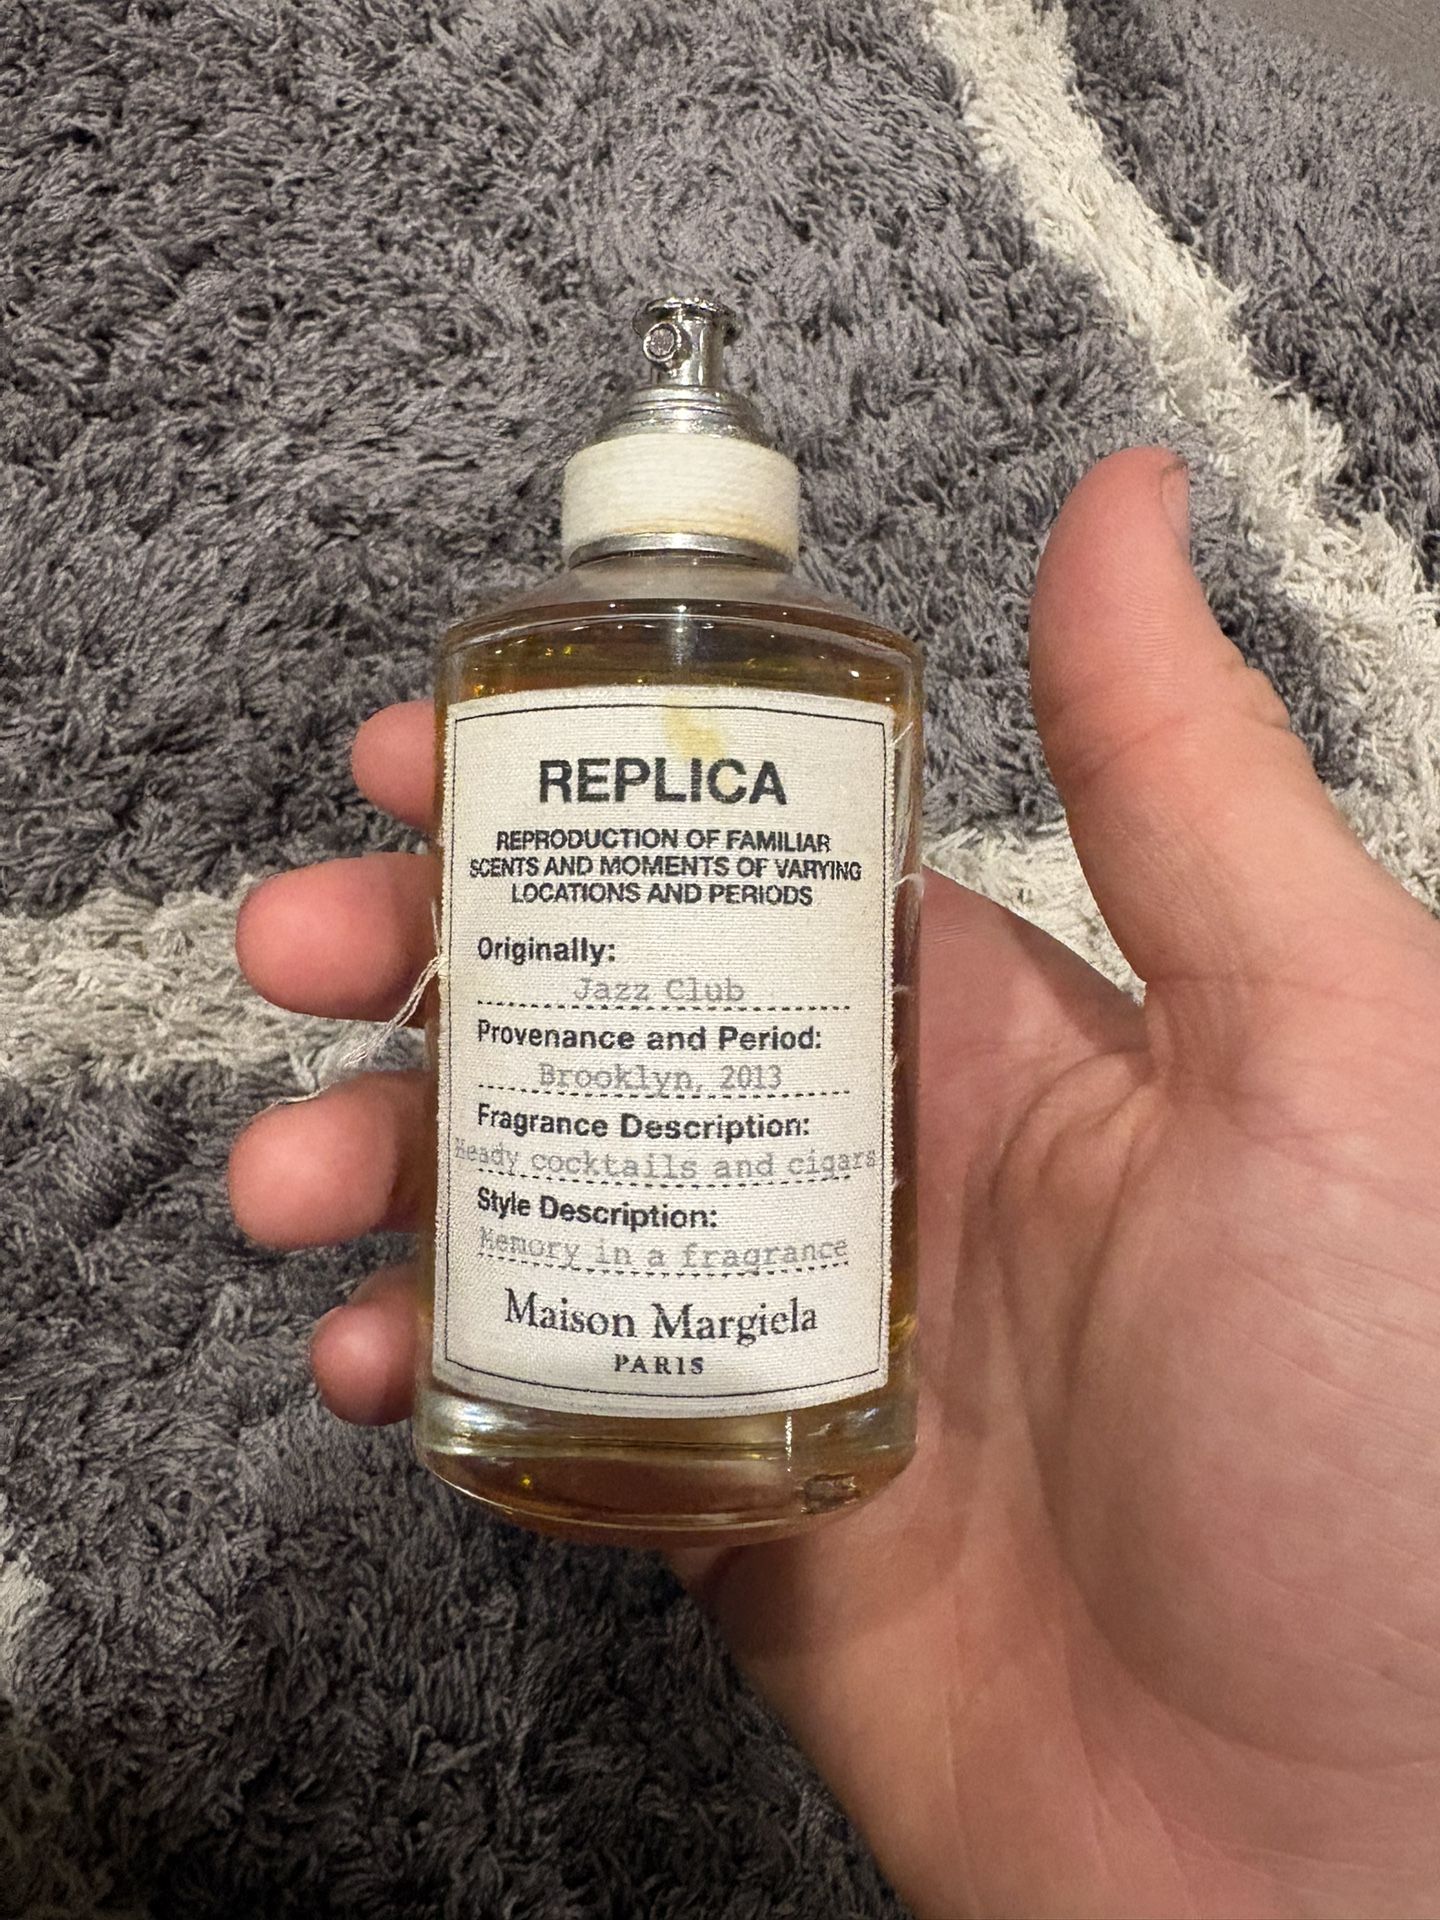 REPLICA
REPRODUCTION OF FAMILIAR
SCENTS AND MOMENTS OF VARYING
LOCATIONS AND PERIODS
Originally:
Jazz Club
Provenance and Period:
Brooklyn, 2013
Fragrance Description:
Heady cocktails and cigars
Style Description:
Memory in a fragrance
Maison Margiela
PARIS